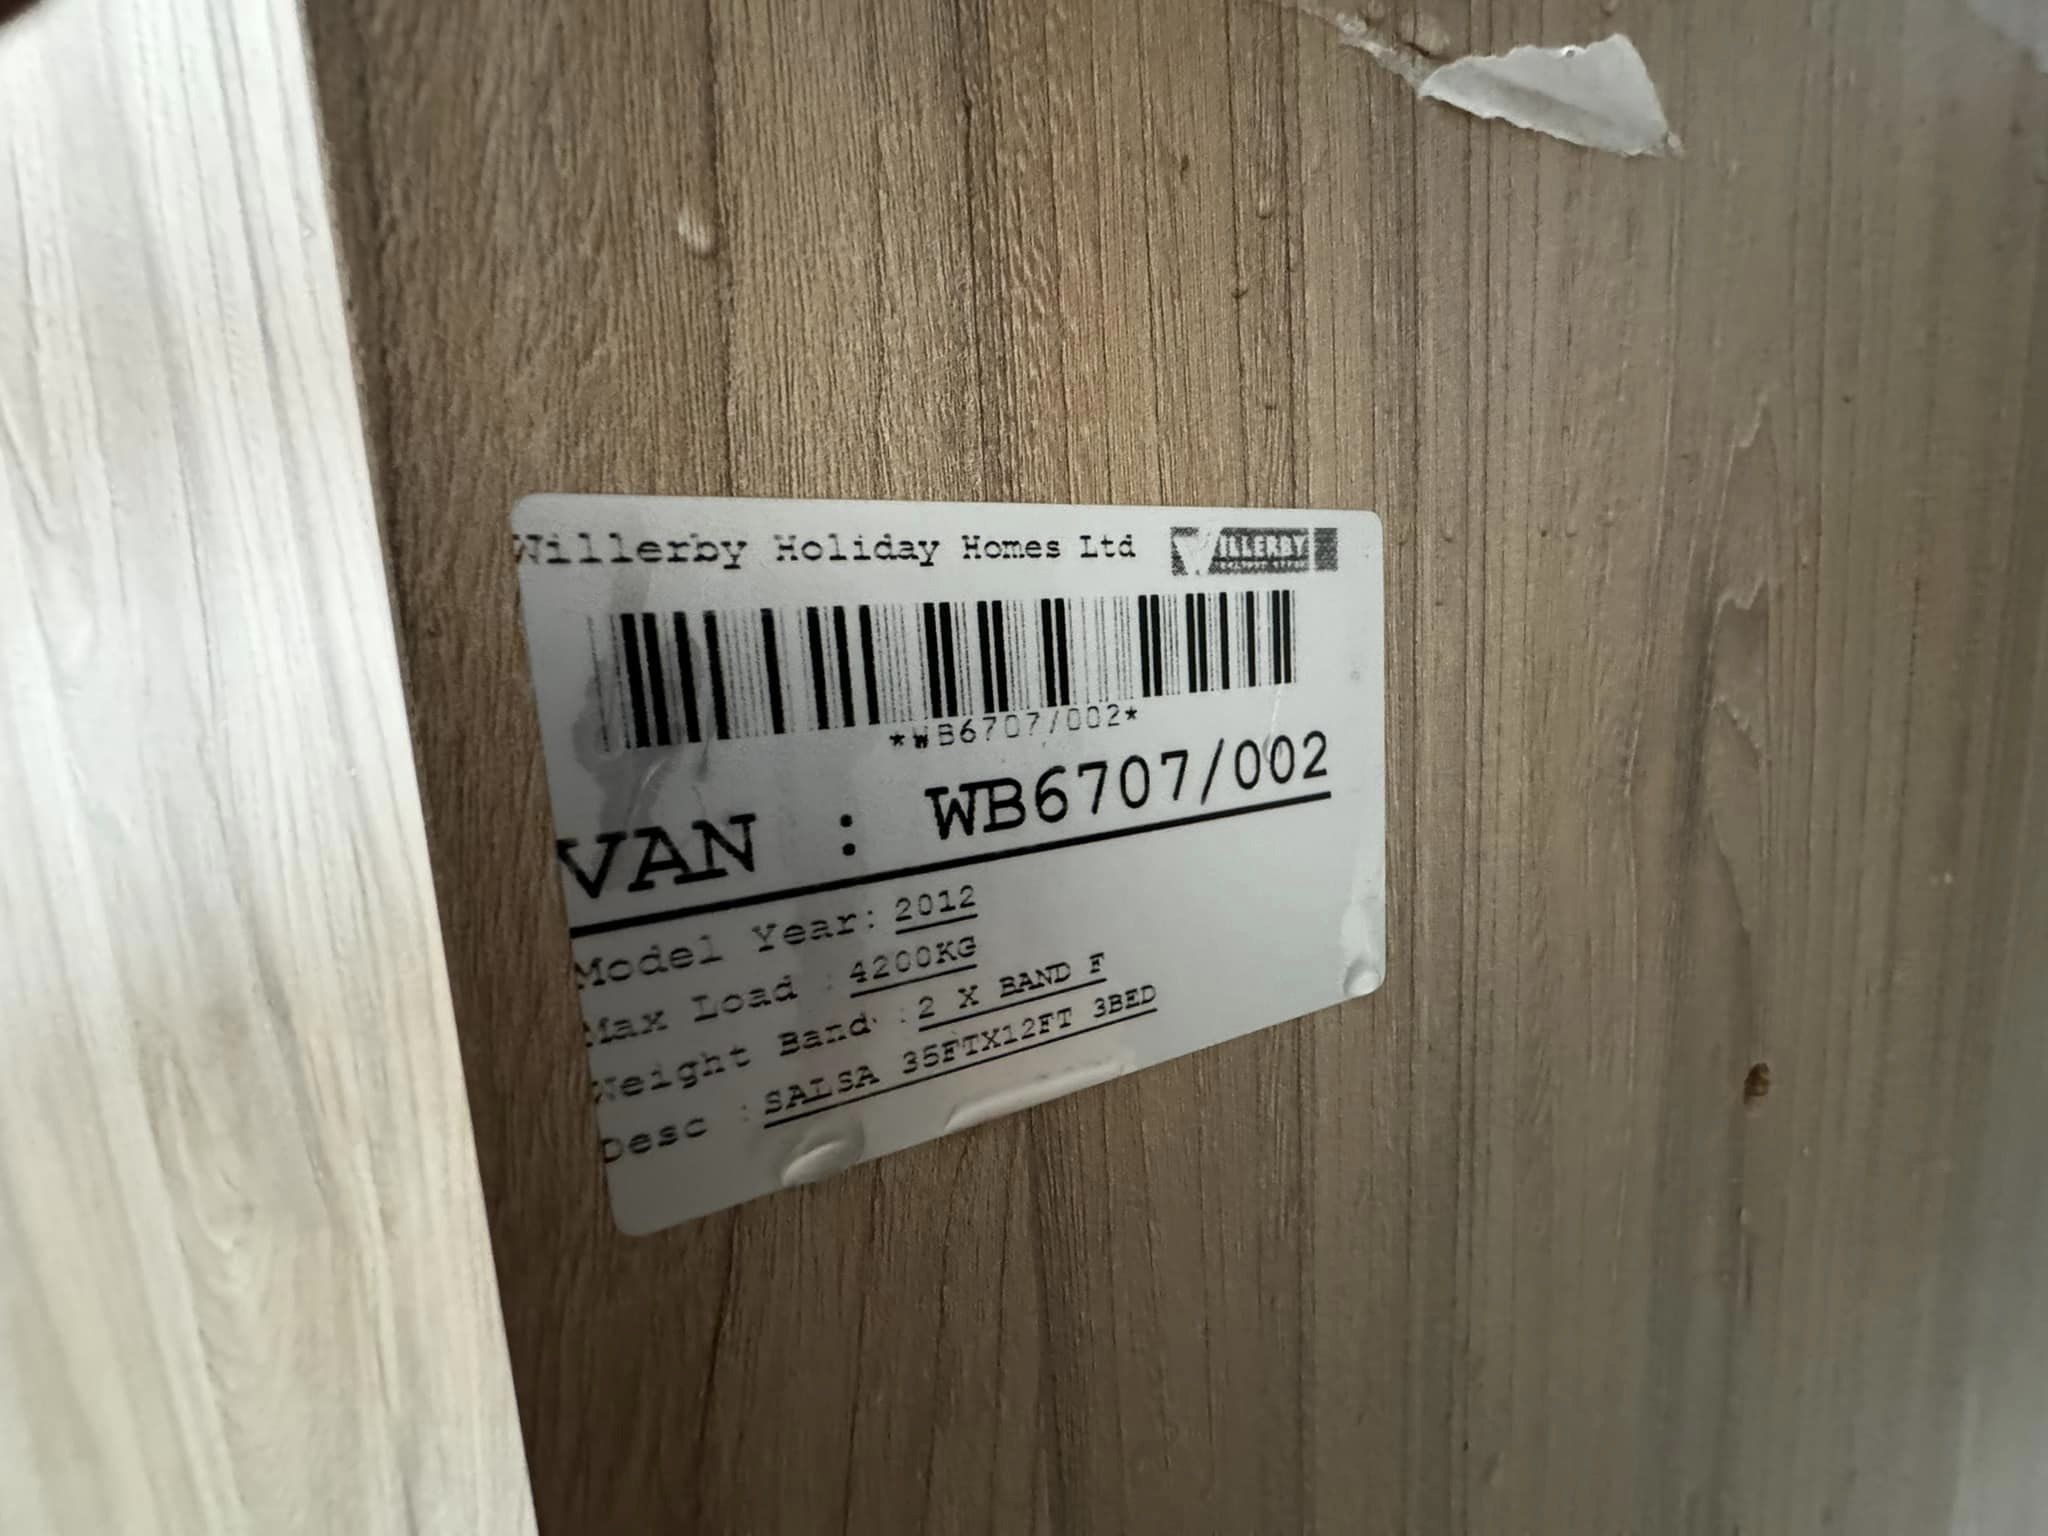 Willerby Holiday Homes Ltd WILLERBY
*WB6707/002*
VAN : WB6707/002
Model Year: 2012
Max Load : 4200KG
Weight Band : 2 X BAND F
Desc : SALSA 35FTX12FT 3BED